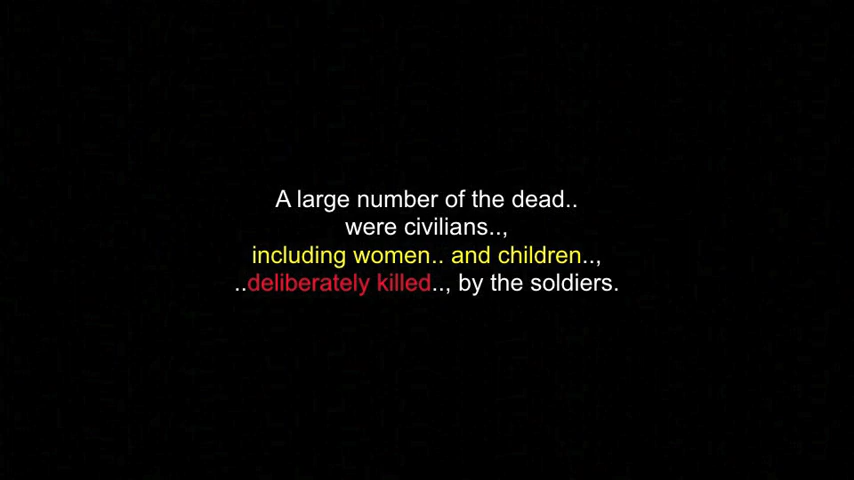 A large number of the dead..
were civilians..,
including women.. and children..,
..deliberately killed.., by the soldiers.